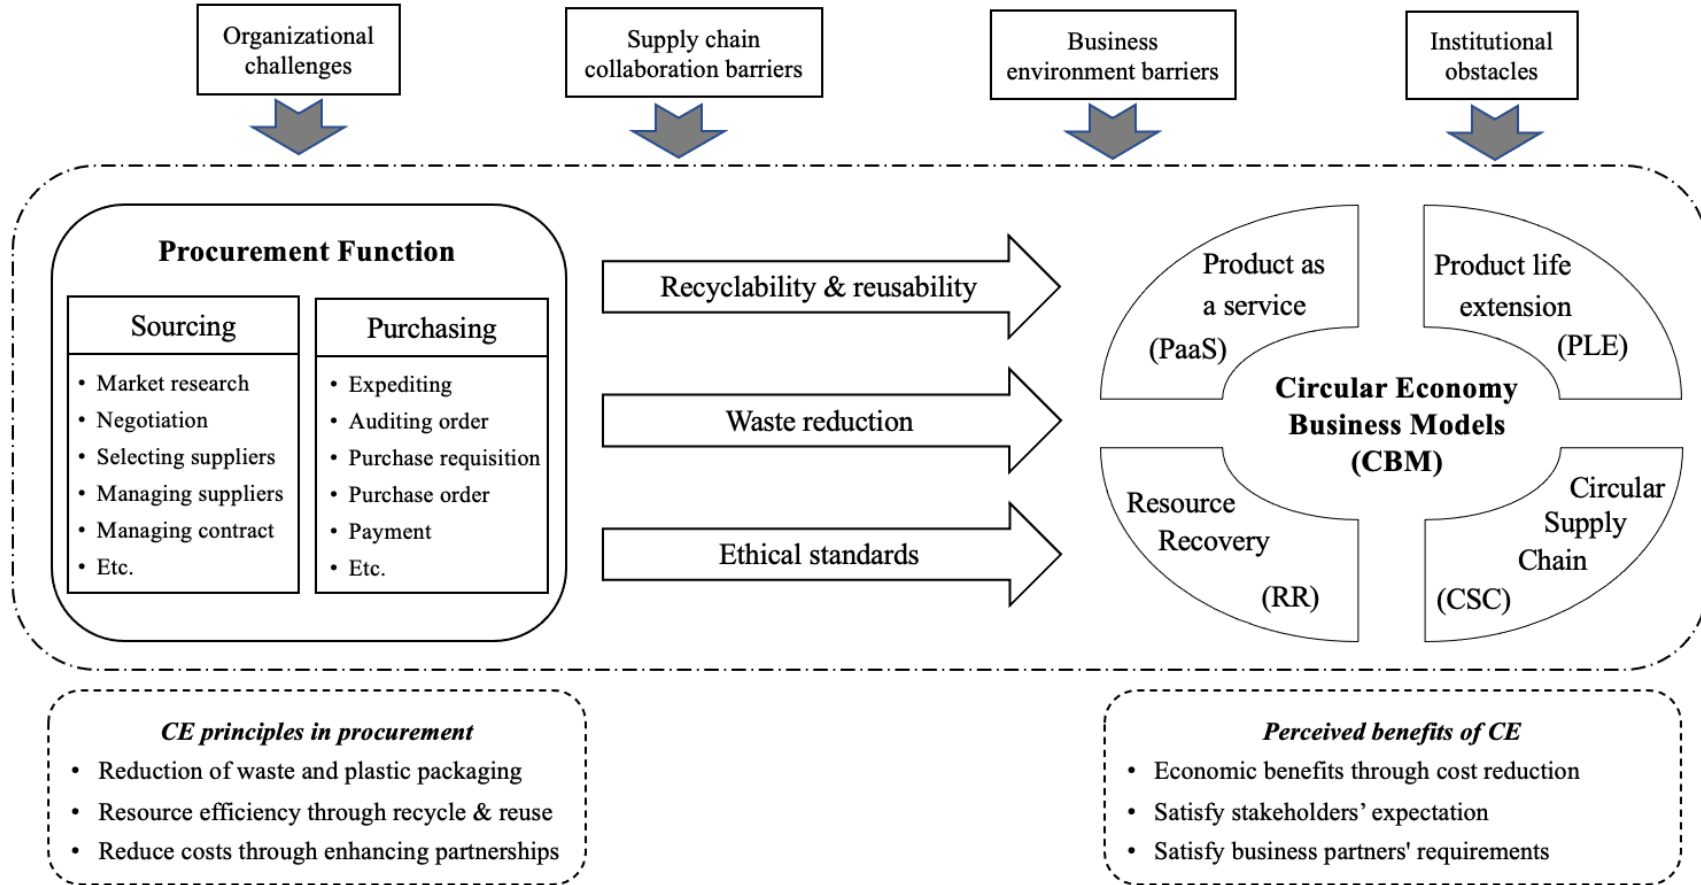 Organizational
challenges
Supply chain
collaboration barriers
Business
environment barriers
Institutional
obstacles
Procurement Function
Sourcing
• Market research
• Negotiation
• Selecting suppliers
• Managing suppliers
• Managing contract
• Etc.
Purchasing
• Expediting
• Auditing order
• Purchase requisition
• Purchase order
• Payment
• Etc.
Recyclability & reusability
Waste reduction
Ethical standards
Product as
a service
(PaaS)
Product life
extension
(PLE)
Circular Economy
Business Models
(CBM)
Resource
Recovery
(RR)
Circular
Supply
Chain
(CSC)
CE principles in procurement
• Reduction of waste and plastic packaging
• Resource efficiency through recycle & reuse
• Reduce costs through enhancing partnerships
Perceived benefits of CE
• Economic benefits through cost reduction
• Satisfy stakeholders’ expectation
• Satisfy business partners' requirements